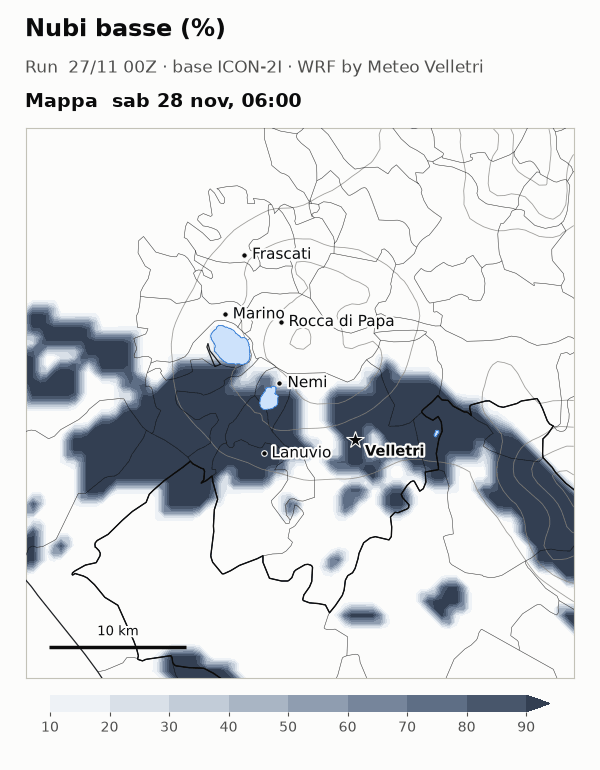 Nubi basse (%)
Run  27/11 00Z · base ICON-2I · WRF by Meteo Velletri
Mappa  sab 28 nov, 06:00
Frascati
Marino
Rocca di Papa
Nemi
Velletri
Lanuvio
10 km
10 20 30 40 50 60 70 80 90